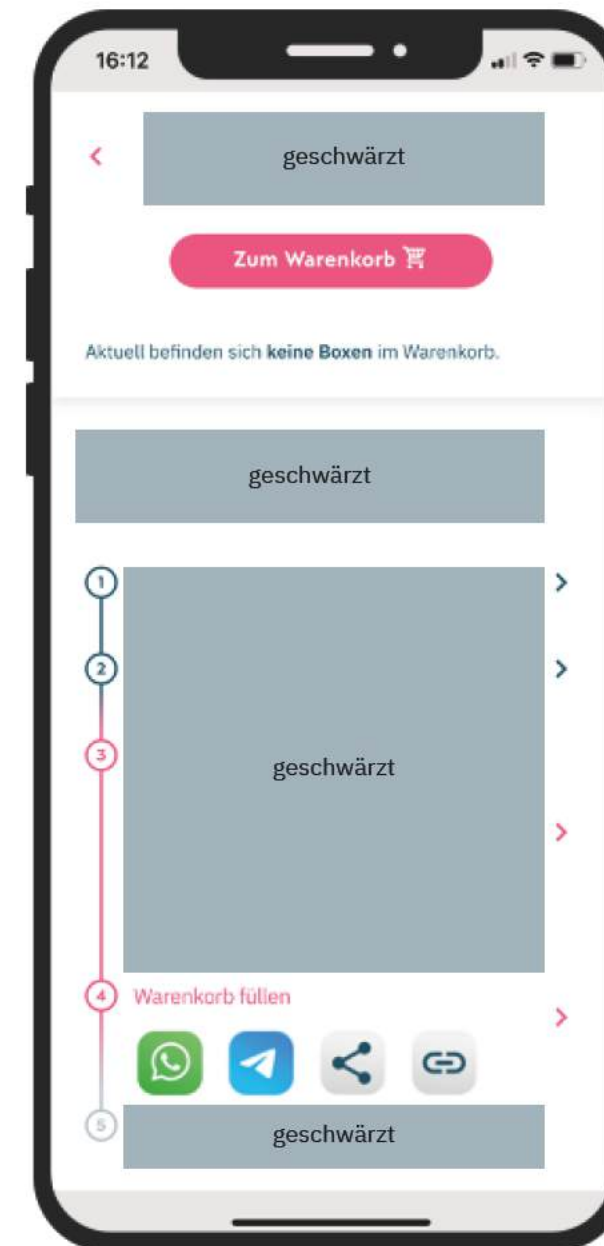 16:12
geschwärzt
Zum Warenkorb
Aktuell befinden sich keine Boxen im Warenkorb.
geschwärzt
1
2
3
geschwärzt
4 Warenkorb füllen
5
geschwärzt